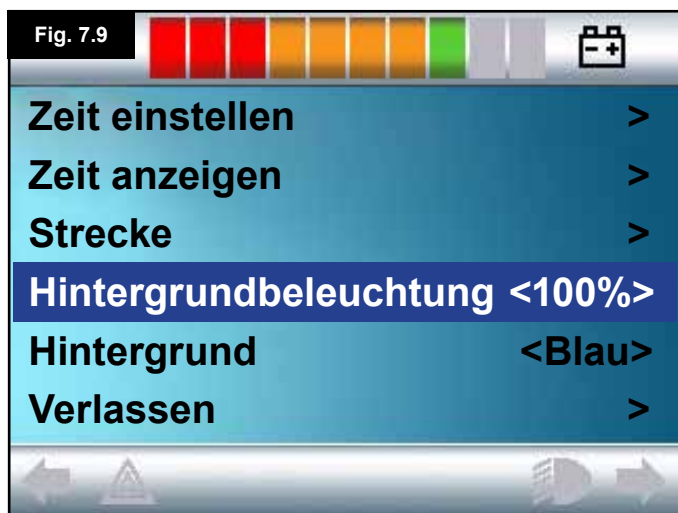 Fig. 7.9
Zeit einstellen >
Zeit anzeigen >
Strecke >
Hintergrundbeleuchtung <100%>
Hintergrund <Blau>
Verlassen >